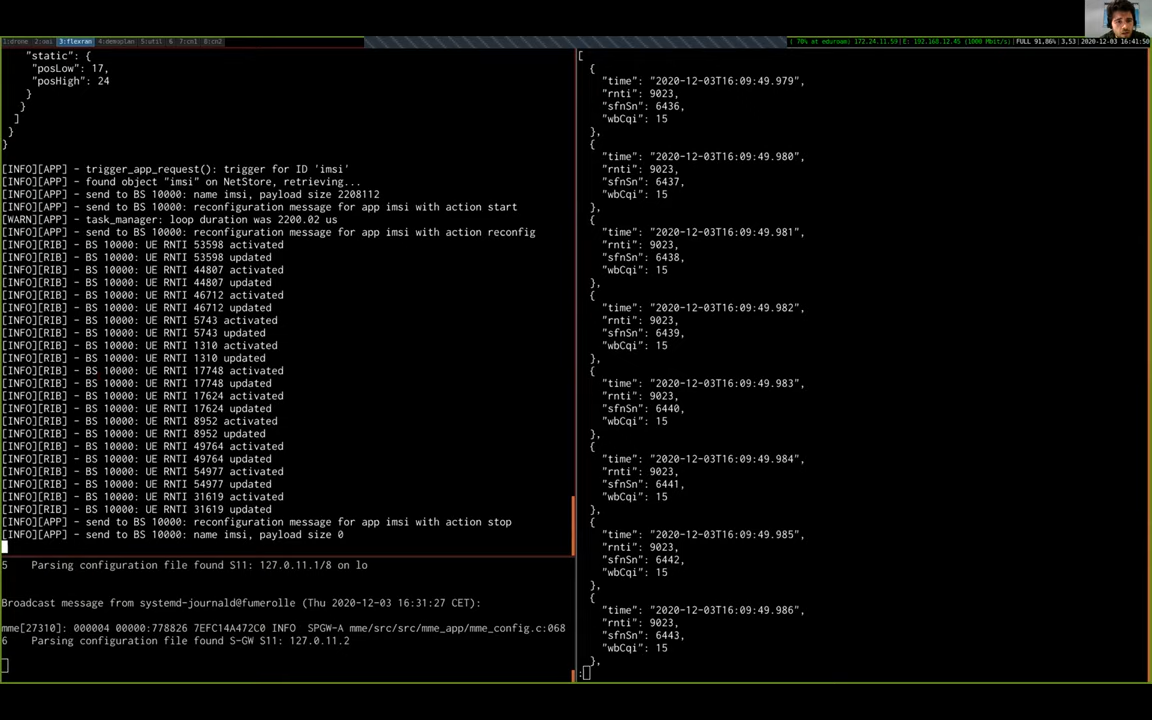 1:drone 2:oai 3:flexran 4:demoplan 5:util 6 7:cn1 8:cn2
( 70% at eduroam) 172.24.11.59|E: 192.168.12.45 (1000 Mbit/s)|FULL 91,86%|3,53|2020-12-03 16:41:50
"static": {
"posLow": 17,
"posHigh": 24
}
}
]
}
}
[INFO][APP] - trigger_app_request(): trigger for ID 'imsi'
[INFO][APP] - found object "imsi" on NetStore, retrieving...
[INFO][APP] - send to BS 10000: name imsi, payload size 2208112
[INFO][APP] - send to BS 10000: reconfiguration message for app imsi with action start
[WARN][APP] - task_manager: loop duration was 2200.02 us
[INFO][APP] - send to BS 10000: reconfiguration message for app imsi with action reconfig
[INFO][RIB] - BS 10000: UE RNTI 53598 activated
[INFO][RIB] - BS 10000: UE RNTI 53598 updated
[INFO][RIB] - BS 10000: UE RNTI 44807 activated
[INFO][RIB] - BS 10000: UE RNTI 44807 updated
[INFO][RIB] - BS 10000: UE RNTI 46712 activated
[INFO][RIB] - BS 10000: UE RNTI 46712 updated
[INFO][RIB] - BS 10000: UE RNTI 5743 activated
[INFO][RIB] - BS 10000: UE RNTI 5743 updated
[INFO][RIB] - BS 10000: UE RNTI 1310 activated
[INFO][RIB] - BS 10000: UE RNTI 1310 updated
[INFO][RIB] - BS 10000: UE RNTI 17748 activated
[INFO][RIB] - BS 10000: UE RNTI 17748 updated
[INFO][RIB] - BS 10000: UE RNTI 17624 activated
[INFO][RIB] - BS 10000: UE RNTI 17624 updated
[INFO][RIB] - BS 10000: UE RNTI 8952 activated
[INFO][RIB] - BS 10000: UE RNTI 8952 updated
[INFO][RIB] - BS 10000: UE RNTI 49764 activated
[INFO][RIB] - BS 10000: UE RNTI 49764 updated
[INFO][RIB] - BS 10000: UE RNTI 54977 activated
[INFO][RIB] - BS 10000: UE RNTI 54977 updated
[INFO][RIB] - BS 10000: UE RNTI 31619 activated
[INFO][RIB] - BS 10000: UE RNTI 31619 updated
[INFO][APP] - send to BS 10000: reconfiguration message for app imsi with action stop
[INFO][APP] - send to BS 10000: name imsi, payload size 0
5 Parsing configuration file found S11: 127.0.11.1/8 on lo
Broadcast message from systemd-journald@fumerolle (Thu 2020-12-03 16:31:27 CET):
mme[27310]: 000004 00000:778826 7EFC14A472C0 INFO SPGW-A mme/src/src/mme_app/mme_config.c:068
6 Parsing configuration file found S-GW S11: 127.0.11.2
[
{
"time": "2020-12-03T16:09:49.979",
"rnti": 9023,
"sfnSn": 6436,
"wbCqi": 15
},
{
"time": "2020-12-03T16:09:49.980",
"rnti": 9023,
"sfnSn": 6437,
"wbCqi": 15
},
{
"time": "2020-12-03T16:09:49.981",
"rnti": 9023,
"sfnSn": 6438,
"wbCqi": 15
},
{
"time": "2020-12-03T16:09:49.982",
"rnti": 9023,
"sfnSn": 6439,
"wbCqi": 15
},
{
"time": "2020-12-03T16:09:49.983",
"rnti": 9023,
"sfnSn": 6440,
"wbCqi": 15
},
{
"time": "2020-12-03T16:09:49.984",
"rnti": 9023,
"sfnSn": 6441,
"wbCqi": 15
},
{
"time": "2020-12-03T16:09:49.985",
"rnti": 9023,
"sfnSn": 6442,
"wbCqi": 15
},
{
"time": "2020-12-03T16:09:49.986",
"rnti": 9023,
"sfnSn": 6443,
"wbCqi": 15
},
: